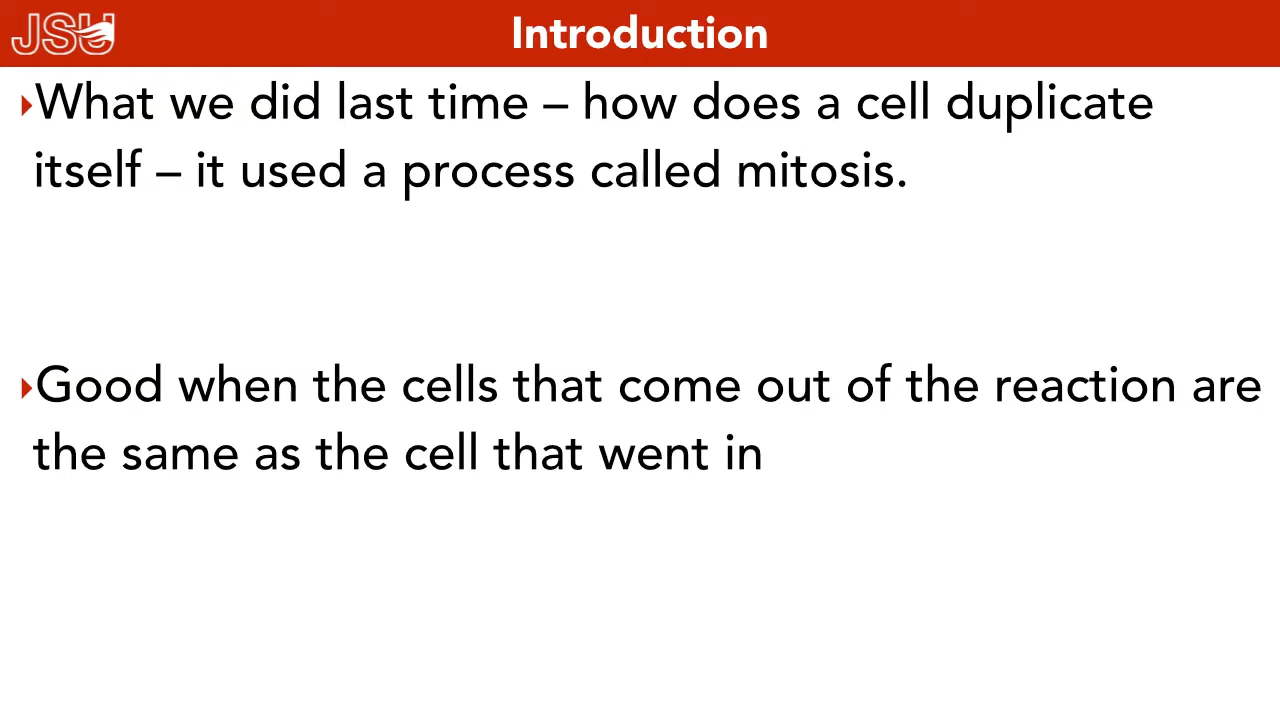 JSU
Introduction
‣What we did last time – how does a cell duplicate
itself – it used a process called mitosis.
‣Good when the cells that come out of the reaction are
the same as the cell that went in